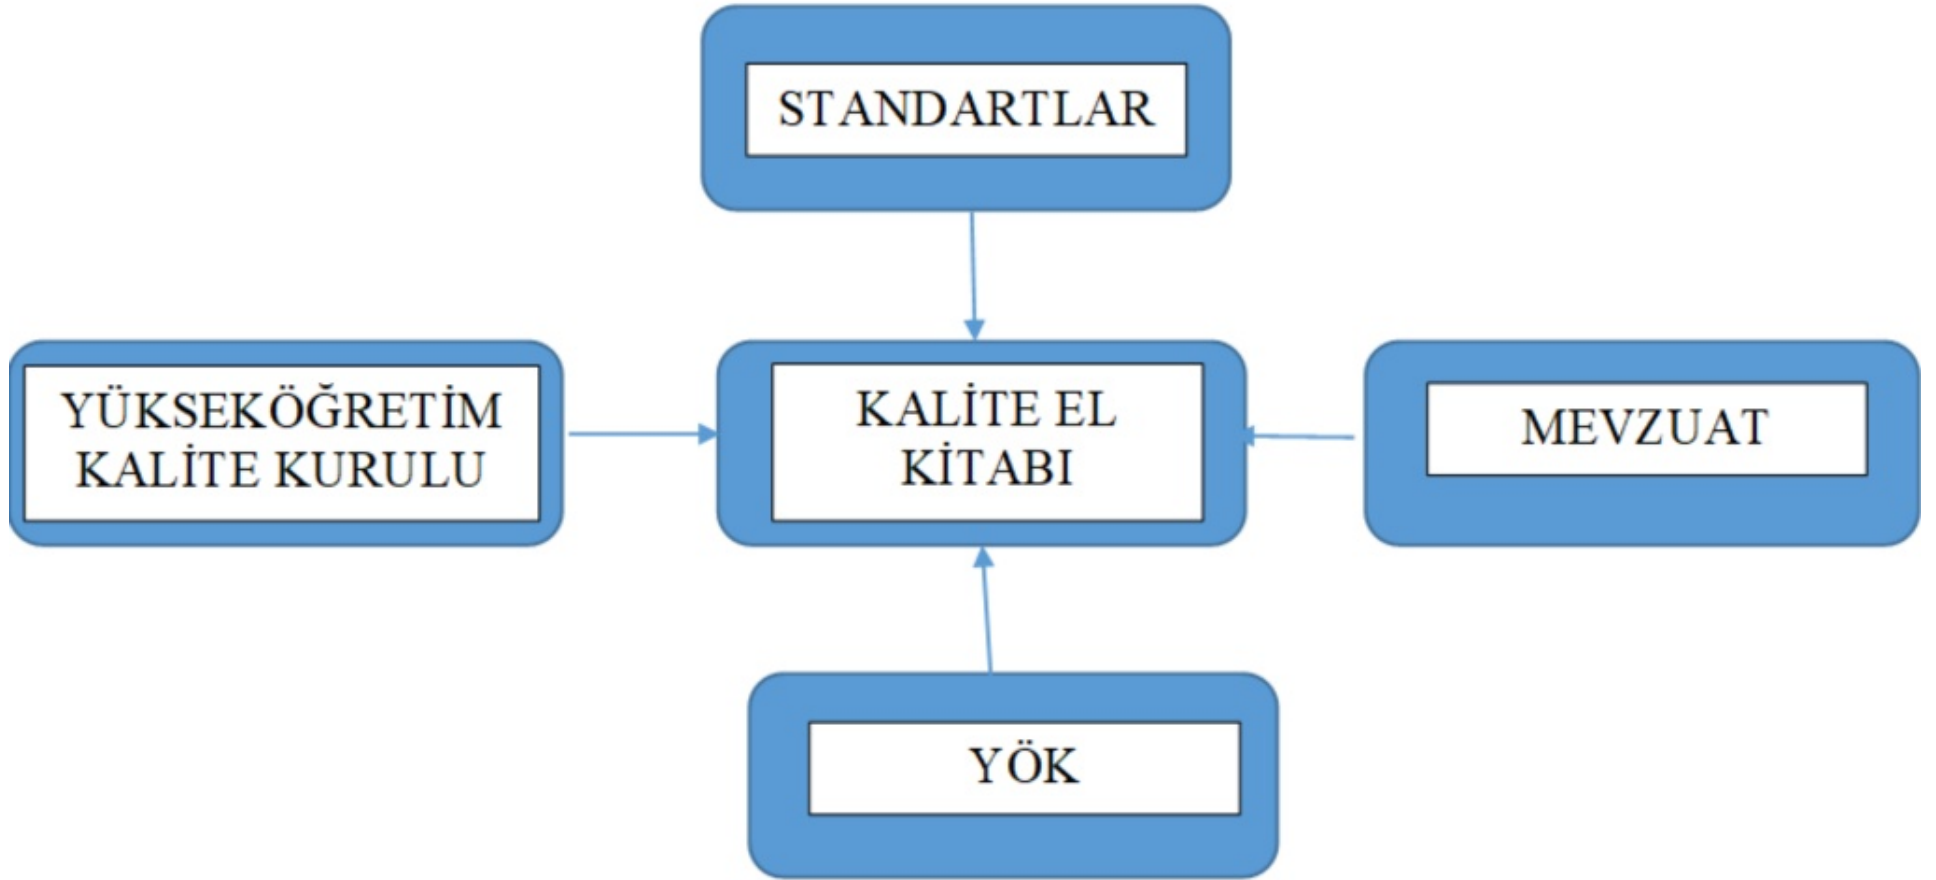 STANDARTLAR
YÜKSEKÖĞRETİM
KALİTE KURULU
KALİTE EL
KİTABI
MEVZUAT
YÖK